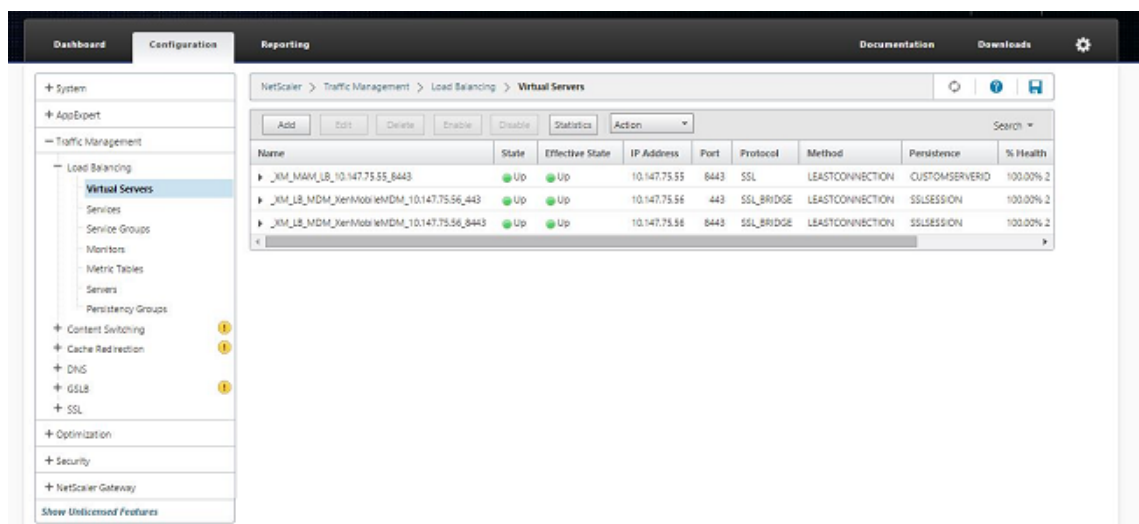 Dashboard Configuration Reporting Documentation Downloads
+ System
NetScaler > Traffic Management > Load Balancing > Virtual Servers
+ AppExpert
Add Edit Delete Enable Disable Statistics Action Search
− Traffic Management
Name State Effective State IP Address Port Protocol Method Persistence % Health
− Load Balancing
_XM_MAM_LB_10.147.75.55_8443 Up Up 10.147.75.55 8443 SSL LEASTCONNECTION CUSTOMSERVERID 100.00% 2
Virtual Servers
_XM_LB_MDM_XenMobileMDM_10.147.75.56_443 Up Up 10.147.75.56 443 SSL_BRIDGE LEASTCONNECTION SSLSESSION 100.00% 2
Services
_XM_LB_MDM_XenMobileMDM_10.147.75.56_8443 Up Up 10.147.75.56 8443 SSL_BRIDGE LEASTCONNECTION SSLSESSION 100.00% 2
Service Groups
Monitors
Metric Tables
Servers
Persistency Groups
+ Content Switching
+ Cache Redirection
+ DNS
+ GSLB
+ SSL
+ Optimization
+ Security
+ NetScaler Gateway
Show Unlicensed Features